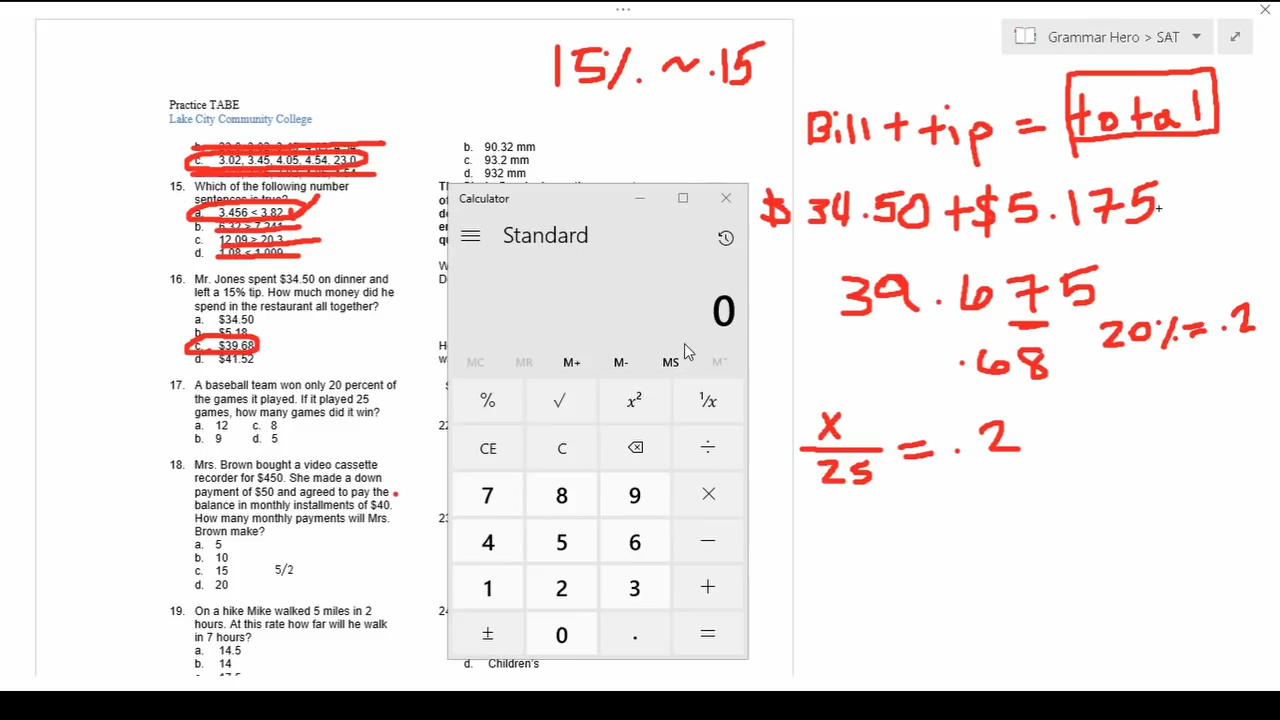 Grammar Hero > SAT
15% ~ .15
Practice TABE
Lake City Community College
c. 3.02, 3.45, 4.05, 4.54, 23.0
15. Which of the following number
sentences is true?
a. 3.456 < 3.82
b. 6.32 > 7.241
c. 12.09 > 20.3
d. 1.08 < 1.009
16. Mr. Jones spent $34.50 on dinner and
left a 15% tip. How much money did he
spend in the restaurant all together?
a. $34.50
b. $5.18
c. $39.68
d. $41.52
17. A baseball team won only 20 percent of
the games it played. If it played 25
games, how many games did it win?
a. 12 c. 8
b. 9 d. 5
18. Mrs. Brown bought a video cassette
recorder for $450. She made a down
payment of $50 and agreed to pay the
balance in monthly installments of $40.
How many monthly payments will Mrs.
Brown make?
a. 5
b. 10
c. 15 5/2
d. 20
19. On a hike Mike walked 5 miles in 2
hours. At this rate how far will he walk
in 7 hours?
a. 14.5
b. 14
b. 90.32 mm
c. 93.2 mm
d. 932 mm
Calculator
Standard
0
MC MR M+ M- MS M˅
% √ x² ¹/x
CE C ⌫ ÷
7 8 9 ×
4 5 6 −
1 2 3 +
± 0 . =
d. Children's
Bill + tip = total
$34.50 + $5.175
39.675
.68
20% = .2
x/25 = .2